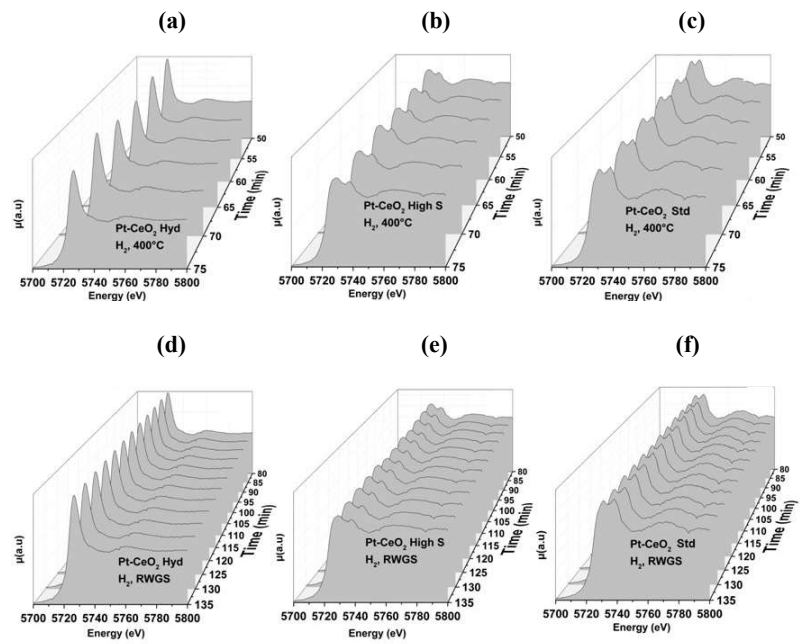 (a) (b) (c)
μ(a.u)
Pt-CeO₂ Hyd
H₂, 400°C
5700 5720 5740 5760 5780 5800
Energy (eV)
50
55
60
65
70
75
Time (min)
μ(a.u)
Pt-CeO₂ High S
H₂, 400°C
5700 5720 5740 5760 5780 5800
Energy (eV)
50
55
60
65
70
75
Time (min)
μ(a.u)
Pt-CeO₂ Std
H₂, 400°C
5700 5720 5740 5760 5780 5800
Energy (eV)
50
55
60
65
70
75
Time (min)
(d) (e) (f)
μ(a.u)
Pt-CeO₂ Hyd
H₂, RWGS
5700 5720 5740 5760 5780 5800
Energy (eV)
80
85
90
95
100
105
110
115
120
125
130
135
Time (min)
μ(a.u)
Pt-CeO₂ High S
H₂, RWGS
5700 5720 5740 5760 5780 5800
Energy (eV)
80
85
90
95
100
105
110
115
120
125
130
135
Time (min)
μ(a.u)
Pt-CeO₂ Std
H₂, RWGS
5700 5720 5740 5760 5780 5800
Energy (eV)
80
85
90
95
100
105
110
115
120
125
130
135
Time (min)